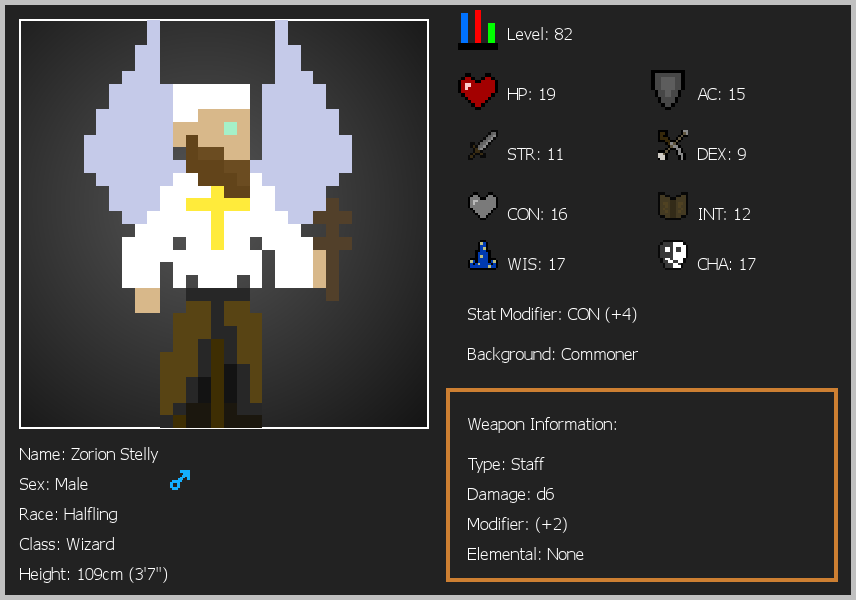 Level: 82
HP: 19
AC: 15
STR: 11
DEX: 9
CON: 16
INT: 12
WIS: 17
CHA: 17
Stat Modifier: CON (+4)
Background: Commoner
Weapon Information:
Type: Staff
Damage: d6
Modifier: (+2)
Elemental: None
Name: Zorion Stelly
Sex: Male
Race: Halfling
Class: Wizard
Height: 109cm (3'7")